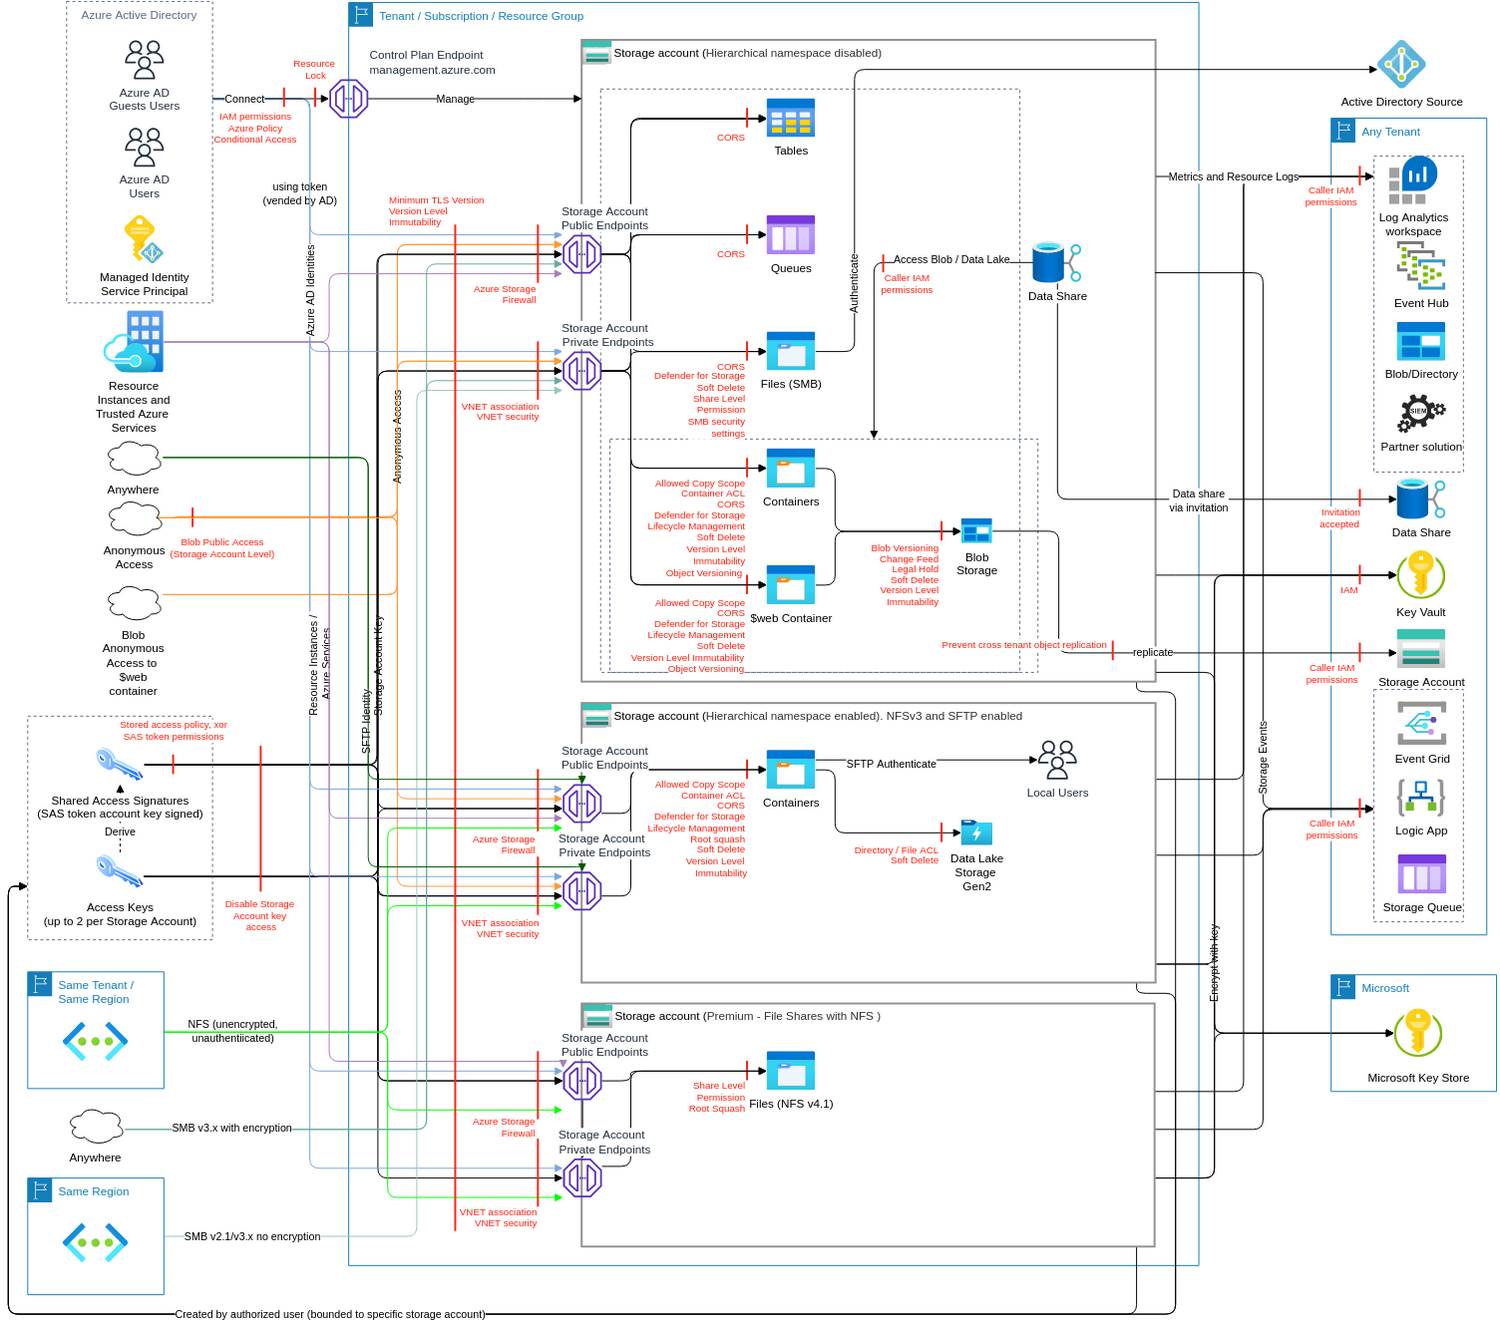 Azure Active Directory
Azure AD
Guests Users
Azure AD
Users
Managed Identity
Service Principal
Resource
Instances and
Trusted Azure
Services
Anywhere
Anonymous
Access
Blob Public Access
(Storage Account Level)
Blob
Anonymous
Access to
$web
container
Stored access policy, xor
SAS token permissions
Shared Access Signatures
(SAS token account key signed)
Derive
Access Keys
(up to 2 per Storage Account)
Disable Storage
Account key
access
Same Tenant /
Same Region
NFS (unencrypted,
unauthenticated)
Anywhere
SMB v3.x with encryption
Same Region
SMB v2.1/v3.x no encryption
Created by authorized user (bounded to specific storage account)
Connect
Resource
Lock
IAM permissions
Azure Policy
Conditional Access
using token
(vended by AD)
Azure AD Identities
Anonymous Access
Resource Instances /
Azure Services
SFTP Identity
Storage Account Key
Tenant / Subscription / Resource Group
Control Plan Endpoint
management.azure.com
Manage
Minimum TLS Version
Version Level
Immutability
Storage Account
Public Endpoints
Azure Storage
Firewall
Storage Account
Private Endpoints
VNET association
VNET security
Storage account (Hierarchical namespace disabled)
CORS
Tables
CORS
Queues
CORS
Defender for Storage
Soft Delete
Share Level
Permission
SMB security
settings
Files (SMB)
Authenticate
Access Blob / Data Lake
Caller IAM
permissions
Data Share
Allowed Copy Scope
Container ACL
CORS
Defender for Storage
Lifecycle Management
Soft Delete
Version Level
Immutability
Object Versioning
Containers
Allowed Copy Scope
CORS
Defender for Storage
Lifecycle Management
Soft Delete
Version Level Immutability
Object Versioning
$web Container
Blob Versioning
Change Feed
Legal Hold
Soft Delete
Version Level
Immutability
Blob
Storage
Prevent cross tenant object replication
replicate
Storage account (Hierarchical namespace enabled). NFSv3 and SFTP enabled
Storage Account
Public Endpoints
Azure Storage
Firewall
Storage Account
Private Endpoints
VNET association
VNET security
Allowed Copy Scope
Container ACL
CORS
Defender for Storage
Lifecycle Management
Root squash
Soft Delete
Version Level
Immutability
Containers
SFTP Authenticate
Local Users
Directory / File ACL
Soft Delete
Data Lake
Storage
Gen2
Storage account (Premium - File Shares with NFS )
Storage Account
Public Endpoints
Azure Storage
Firewall
Storage Account
Private Endpoints
VNET association
VNET security
Share Level
Permission
Root Squash
Files (NFS v4.1)
Metrics and Resource Logs
Data share
via invitation
Storage Events
Encrypt with key
Active Directory Source
Any Tenant
Caller IAM
permissions
Log Analytics
workspace
Event Hub
Blob/Directory
SIEM
Partner solution
Invitation
accepted
Data Share
IAM
Key Vault
Caller IAM
permissions
Storage Account
Event Grid
Logic App
Caller IAM
permissions
Storage Queue
Microsoft
Microsoft Key Store